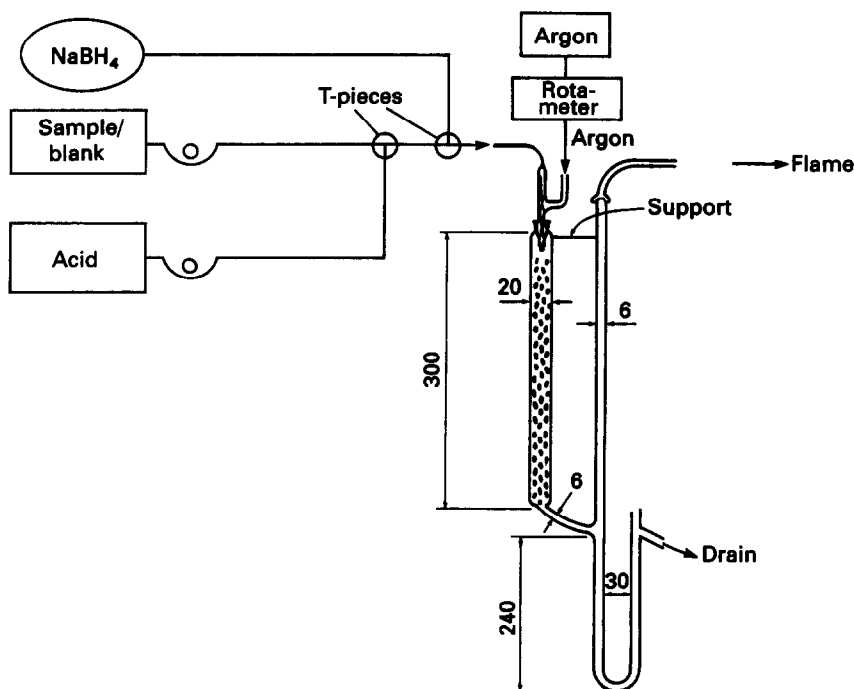 NaBH₄
Sample/
blank
Acid
T-pieces
Argon
Rota-
meter
Argon
Flame
Support
20
6
300
6
240
30
Drain